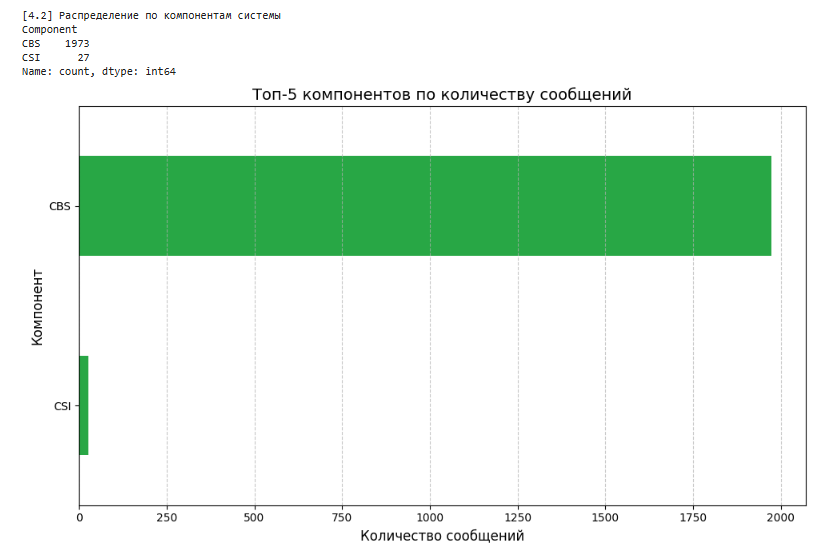 [4.2] Распределение по компонентам системы
Component
CBS    1973
CSI      27
Name: count, dtype: int64
Топ-5 компонентов по количеству сообщений
CBS
Компонент
CSI
0 250 500 750 1000 1250 1500 1750 2000
Количество сообщений